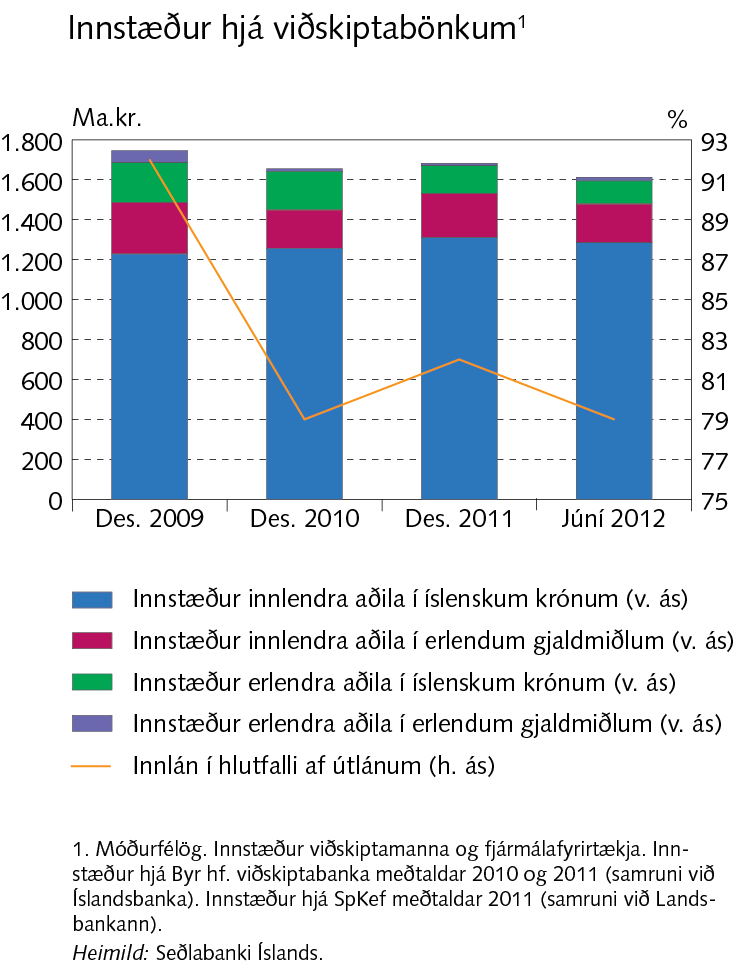 Innstæður hjá viðskiptabönkum¹
Ma.kr.
%
1.800
93
1.600
91
1.400
89
1.200
87
1.000
85
800
83
600
81
400
79
200
77
0
75
Des. 2009
Des. 2010
Des. 2011
Júní 2012
Innstæður innlendra aðila í íslenskum krónum (v. ás)
Innstæður innlendra aðila í erlendum gjaldmiðlum (v. ás)
Innstæður erlendra aðila í íslenskum krónum (v. ás)
Innstæður erlendra aðila í erlendum gjaldmiðlum (v. ás)
Innlán í hlutfalli af útlánum (h. ás)
1. Móðurfélög. Innstæður viðskiptamanna og fjármálafyrirtækja. Inn-
stæður hjá Byr hf. viðskiptabanka meðtaldar 2010 og 2011 (samruni við
Íslandsbanka). Innstæður hjá SpKef meðtaldar 2011 (samruni við Lands-
bankann).
Heimild: Seðlabanki Íslands.